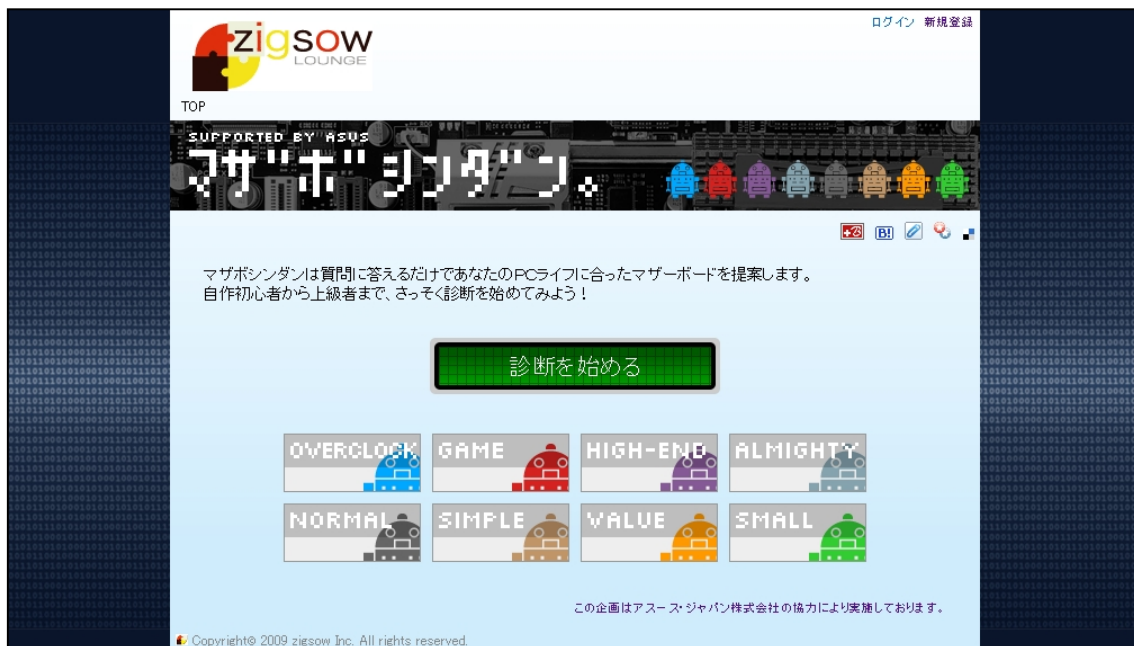 zigsow
LOUNGE
ログイン 新規登録
TOP
SUPPORTED BY ASUS
マザボシンダン。
B!
マザボシンダンは質問に答えるだけであなたのPCライフに合ったマザーボードを提案します。
自作初心者から上級者まで、さっそく診断を始めてみよう！
診断を始める
OVERCLOCK GAME HIGH-END ALMIGHTY
NORMAL SIMPLE VALUE SMALL
この企画はアスース・ジャパン株式会社の協力により実施しております。
Copyright© 2009 zigsow Inc. All rights reserved.